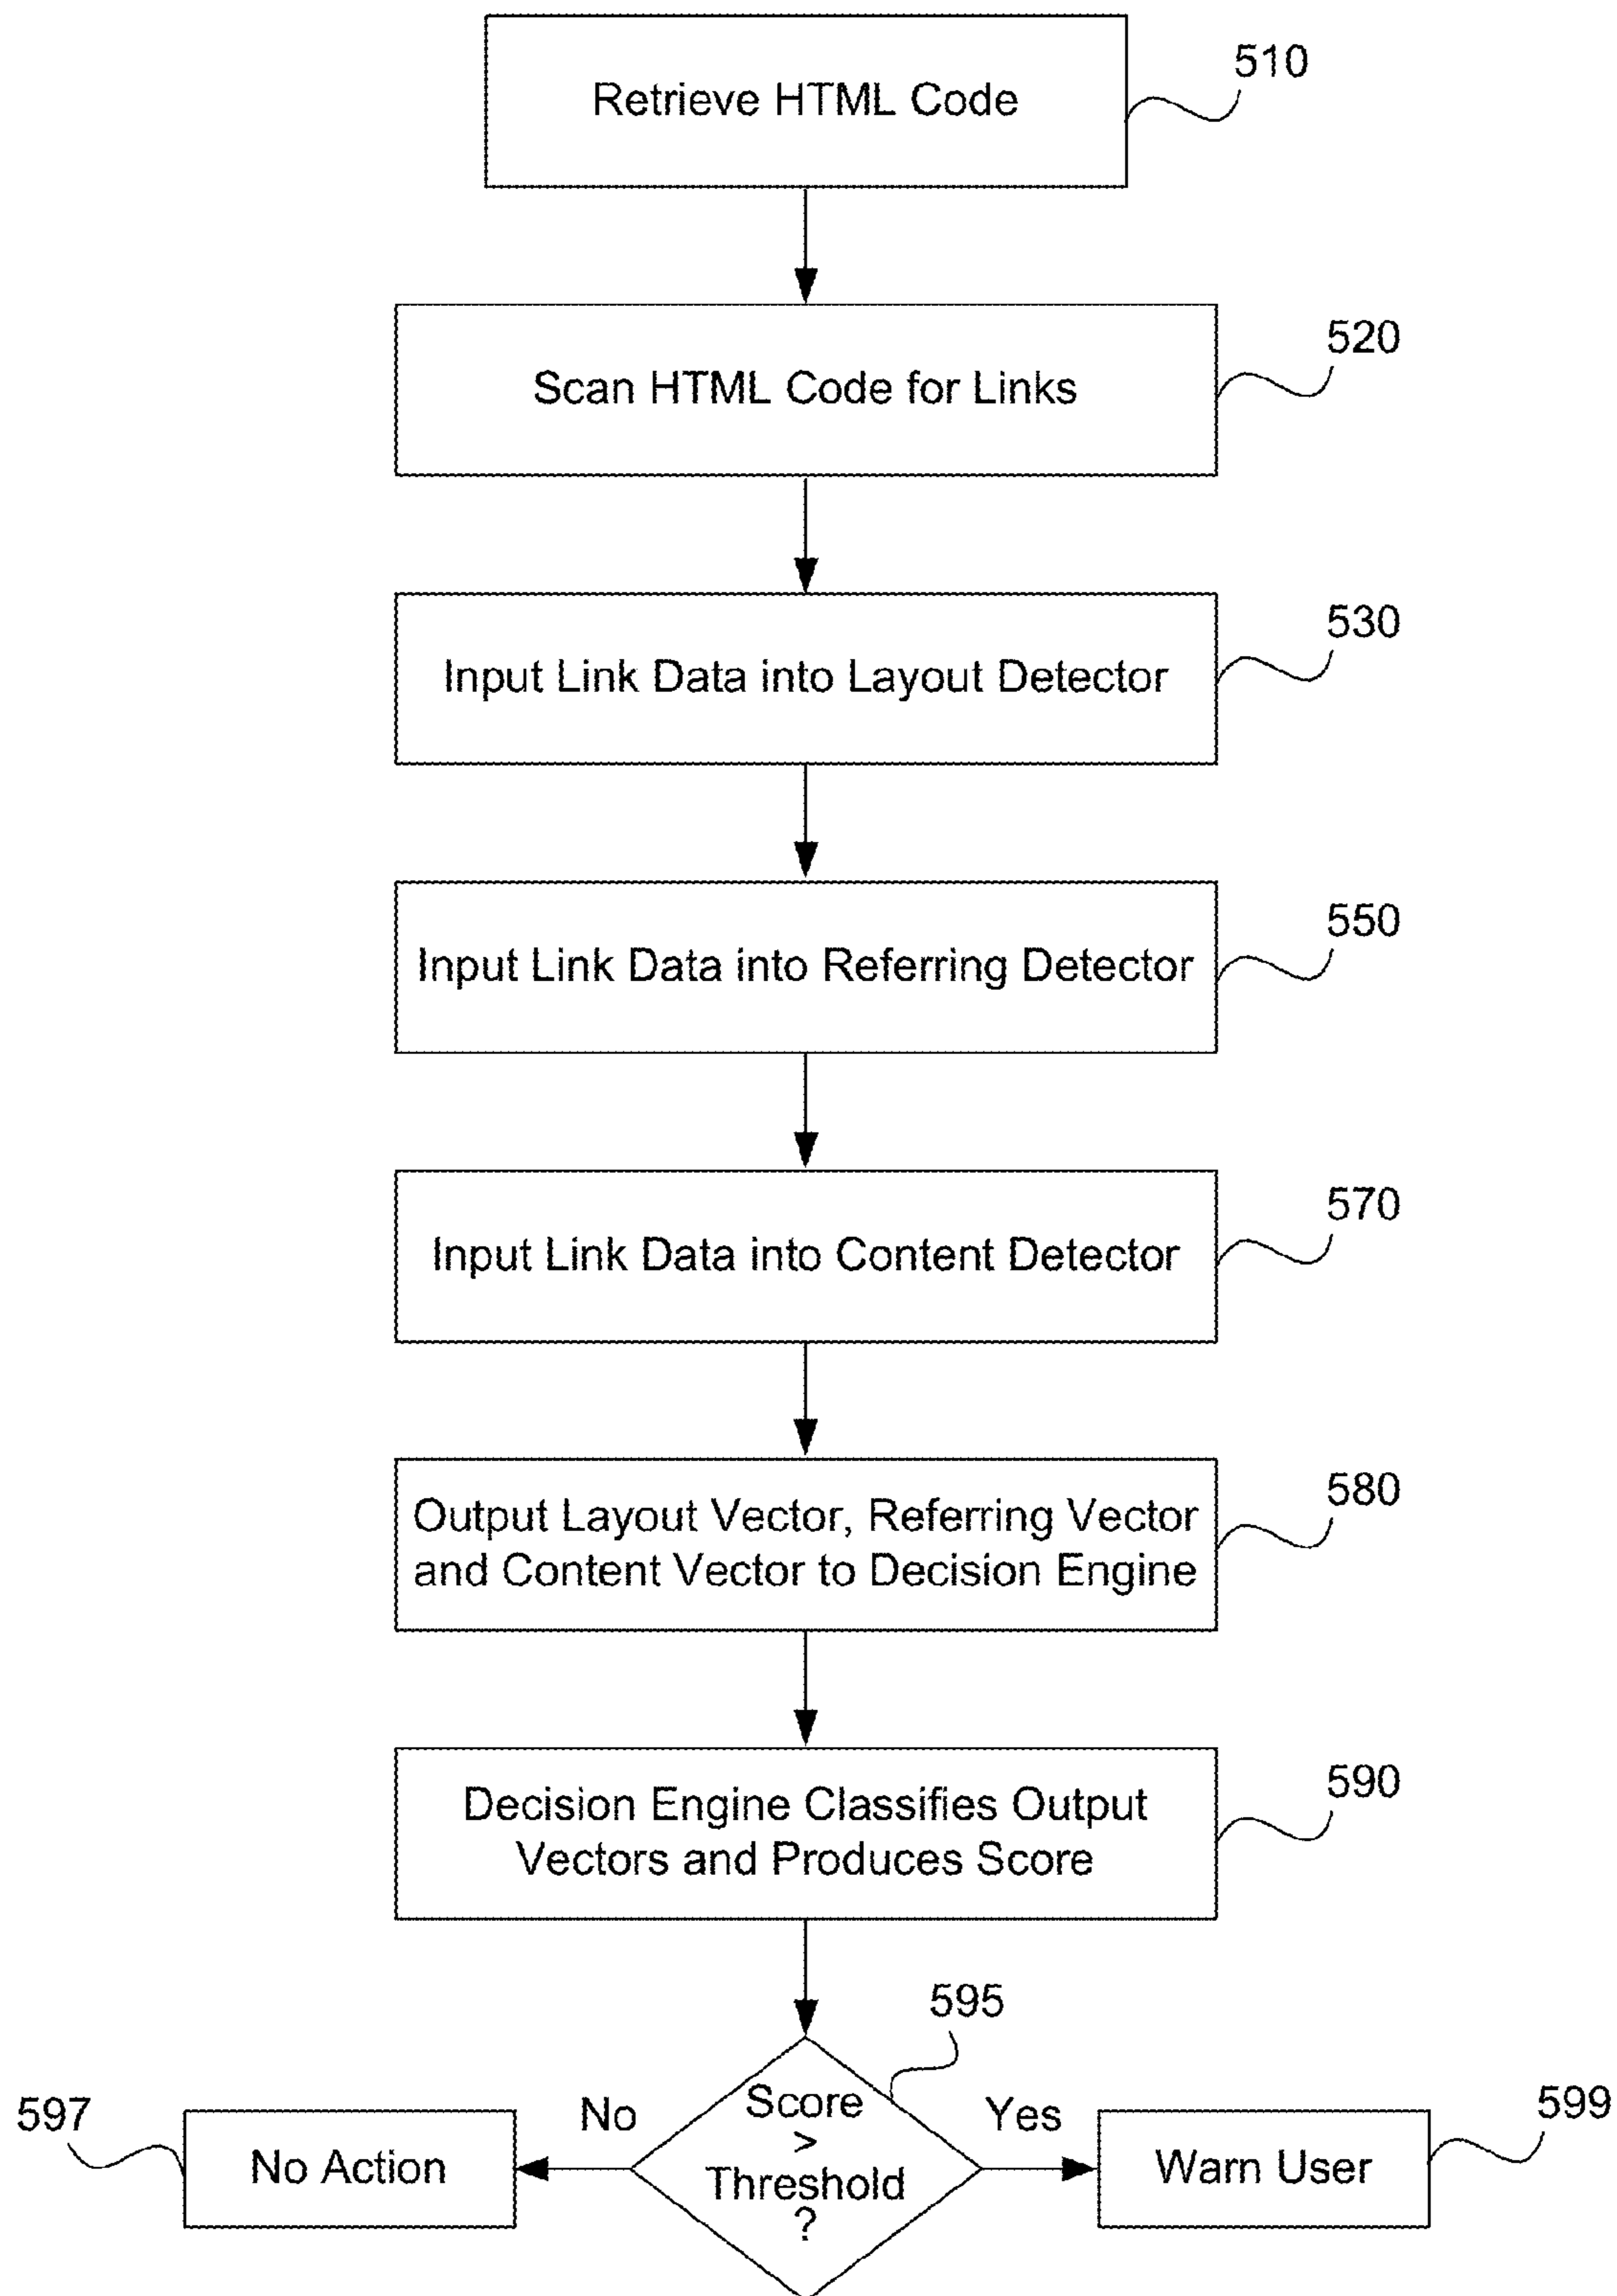 Retrieve HTML Code
510
Scan HTML Code for Links
520
Input Link Data into Layout Detector
530
Input Link Data into Referring Detector
550
Input Link Data into Content Detector
570
Output Layout Vector, Referring Vector
and Content Vector to Decision Engine
580
Decision Engine Classifies Output
Vectors and Produces Score
590
595
Score
>
Threshold
?
No
Yes
597
No Action
Warn User
599